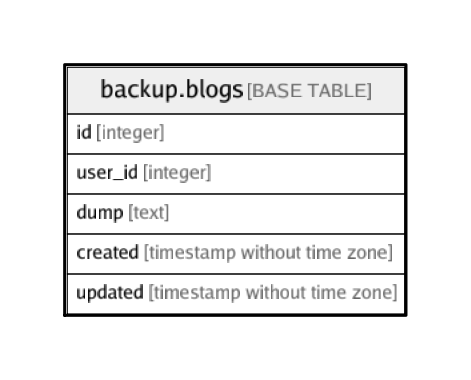 backup.blogs [BASE TABLE]
id [integer]
user_id [integer]
dump [text]
created [timestamp without time zone]
updated [timestamp without time zone]